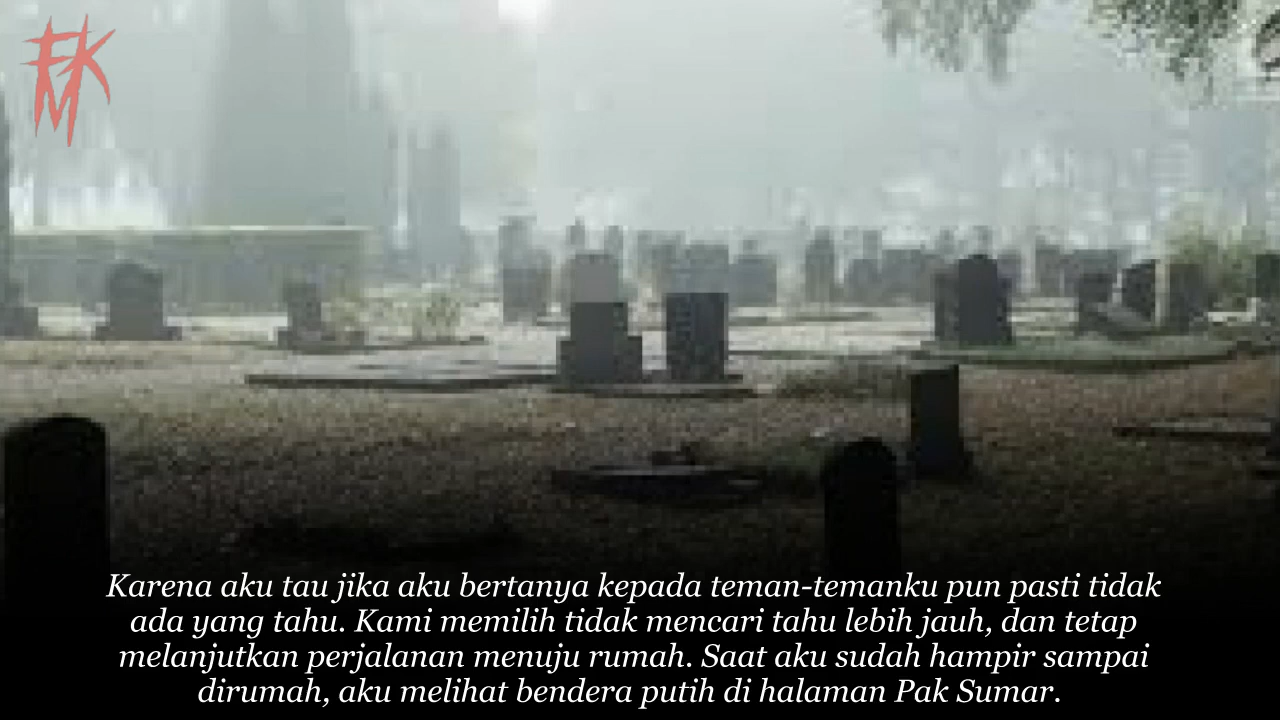 FKM
Karena aku tau jika aku bertanya kepada teman-temanku pun pasti tidak
ada yang tahu. Kami memilih tidak mencari tahu lebih jauh, dan tetap
melanjutkan perjalanan menuju rumah. Saat aku sudah hampir sampai
dirumah, aku melihat bendera putih di halaman Pak Sumar.